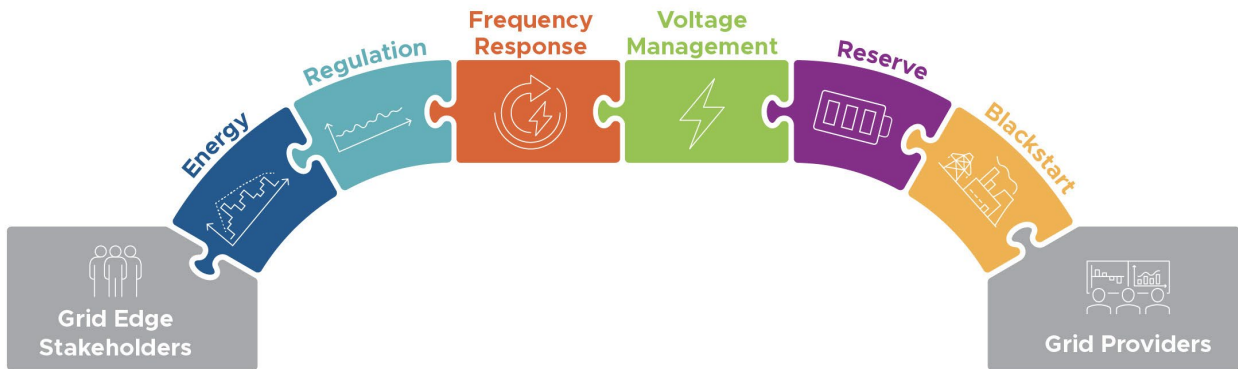 Energy
Regulation
Frequency
Response
Voltage
Management
Reserve
Blackstart
Grid Edge
Stakeholders
Grid Providers